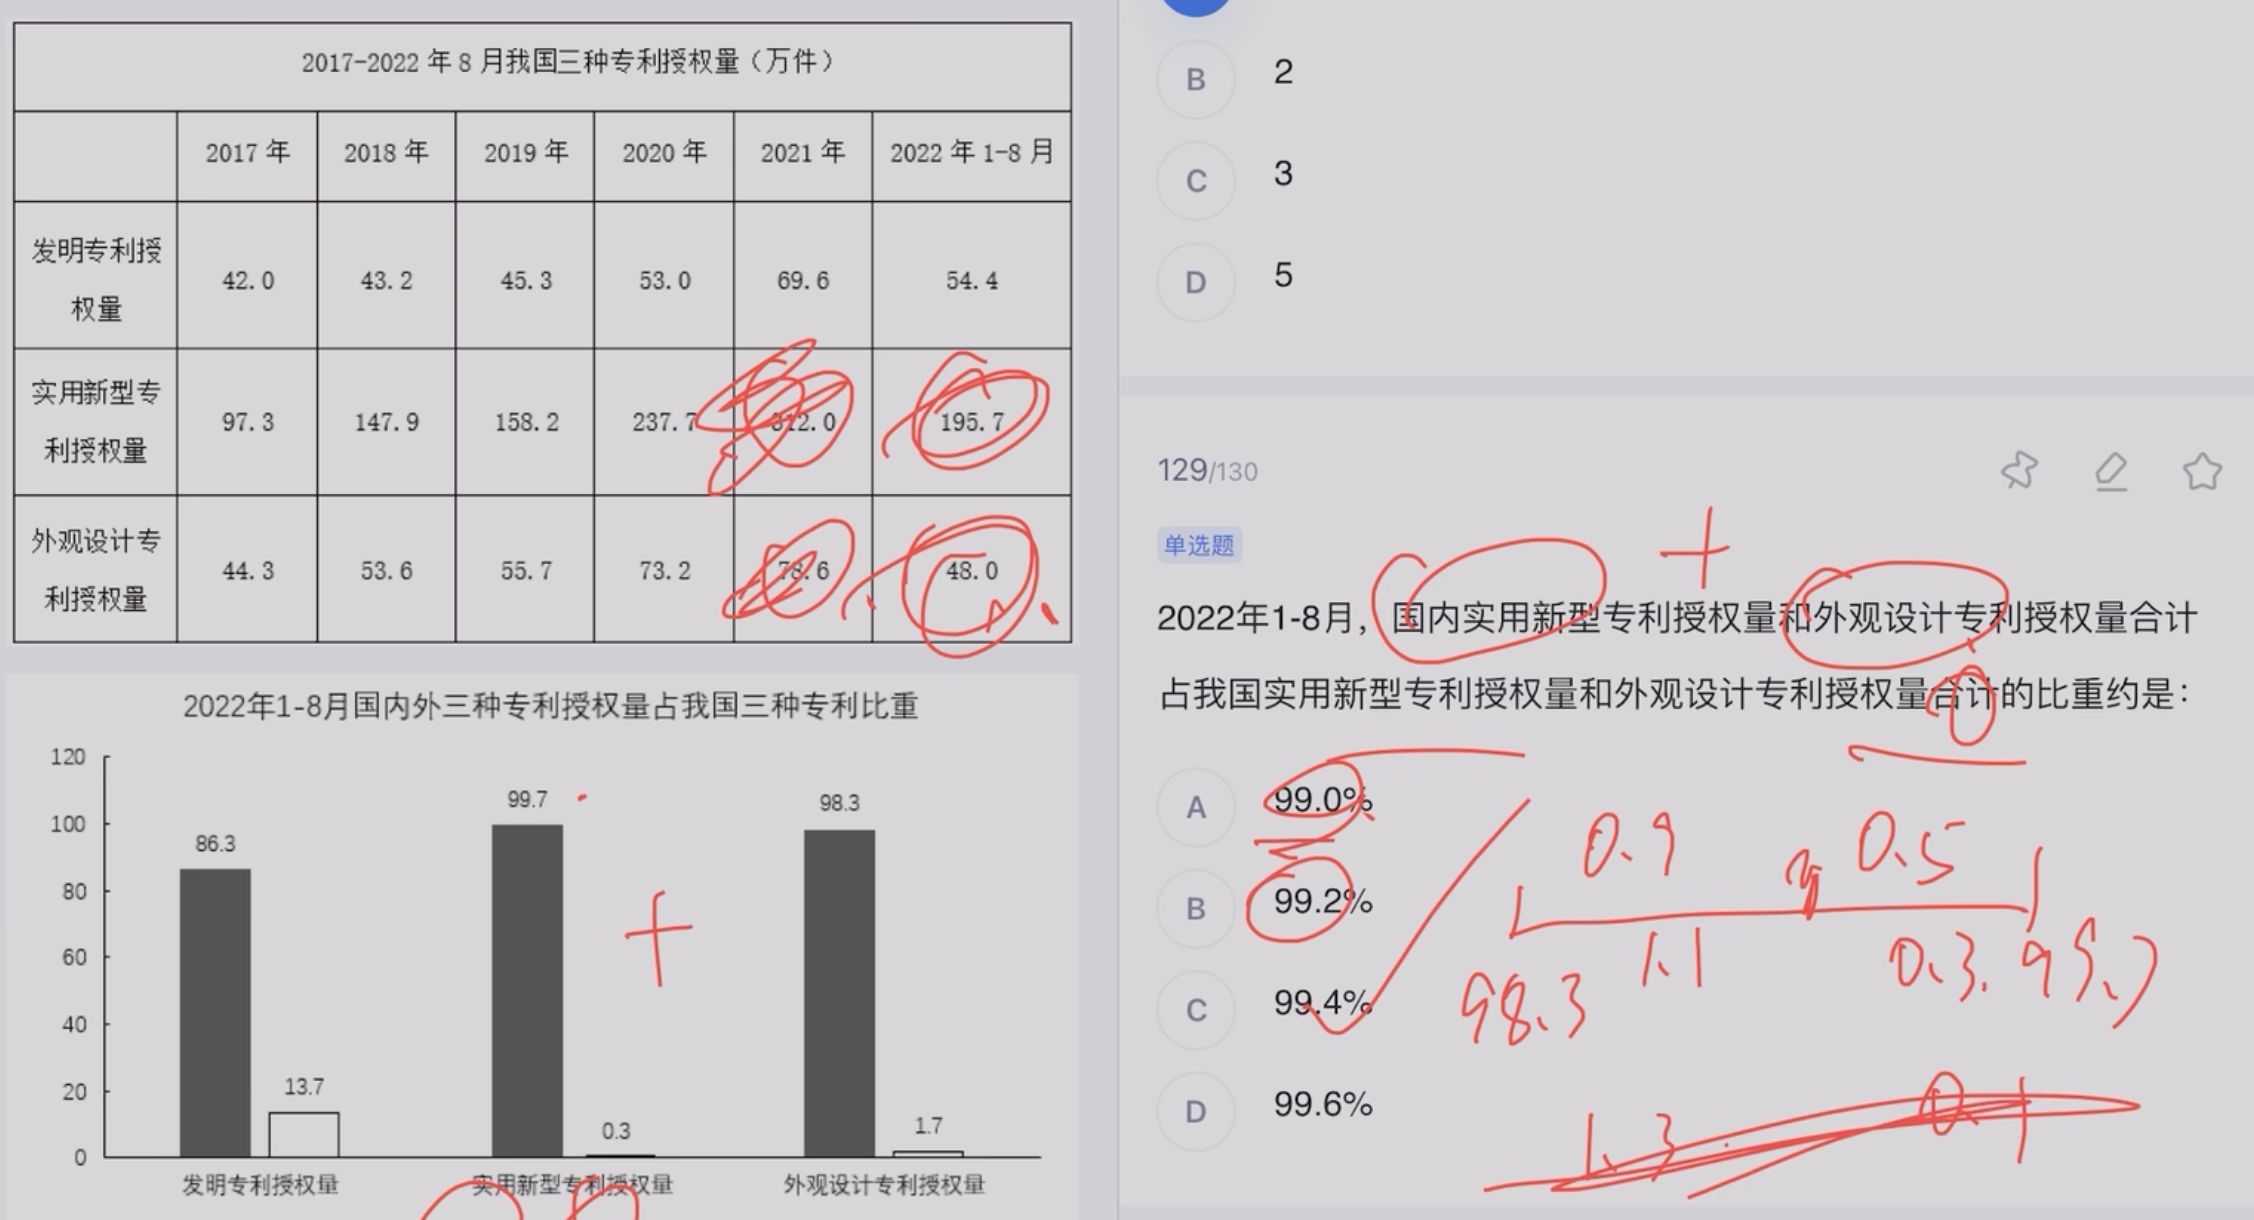 2017-2022 年 8 月我国三种专利授权量（万件）
2017 年 2018 年 2019 年 2020 年 2021 年 2022 年 1-8 月
发明专利授权量 42.0 43.2 45.3 53.0 69.6 54.4
实用新型专利授权量 97.3 147.9 158.2 237.7 312.0 195.7
外观设计专利授权量 44.3 53.6 55.7 73.2 78.6 48.0
2022年1-8月国内外三种专利授权量占我国三种专利比重
120
100
80
60
40
20
0
86.3
13.7
99.7
0.3
98.3
1.7
+
发明专利授权量 实用新型专利授权量 外观设计专利授权量
B 2
C 3
D 5
129/130
单选题
+
2022年1-8月，国内实用新型专利授权量和外观设计专利授权量合计
占我国实用新型专利授权量和外观设计专利授权量合计的比重约是：
A 99.0%
B 99.2%
C 99.4%
D 99.6%
0.9 0.5
1.1 0.3
98.3 99.7
1.3